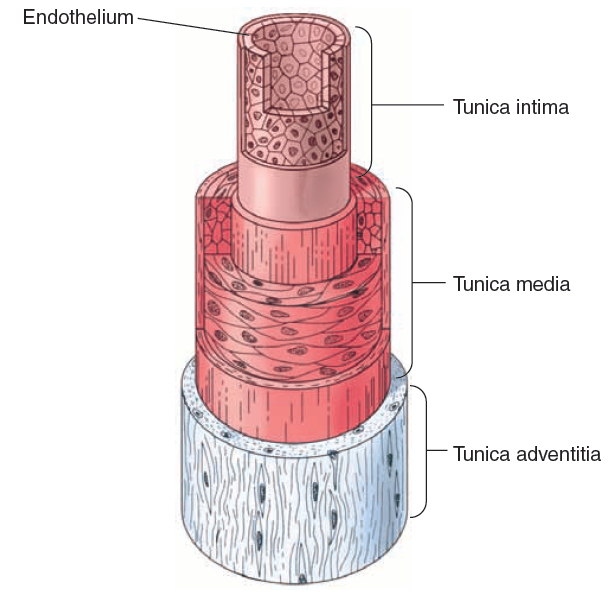 Endothelium
Tunica intima
Tunica media
Tunica adventitia